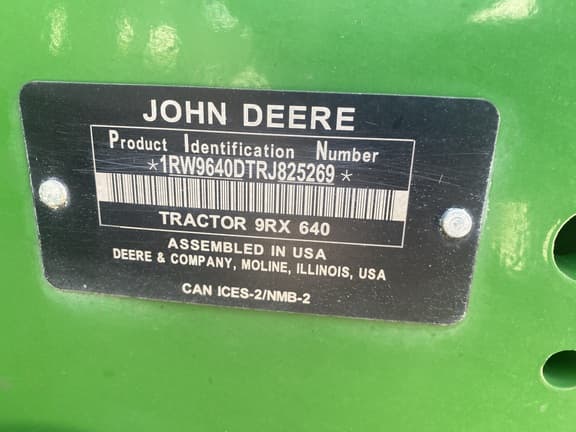 JOHN DEERE
Product Identification Number
*1RW9640DTRJ825269*
TRACTOR 9RX 640
ASSEMBLED IN USA
DEERE & COMPANY, MOLINE, ILLINOIS, USA
CAN ICES-2/NMB-2